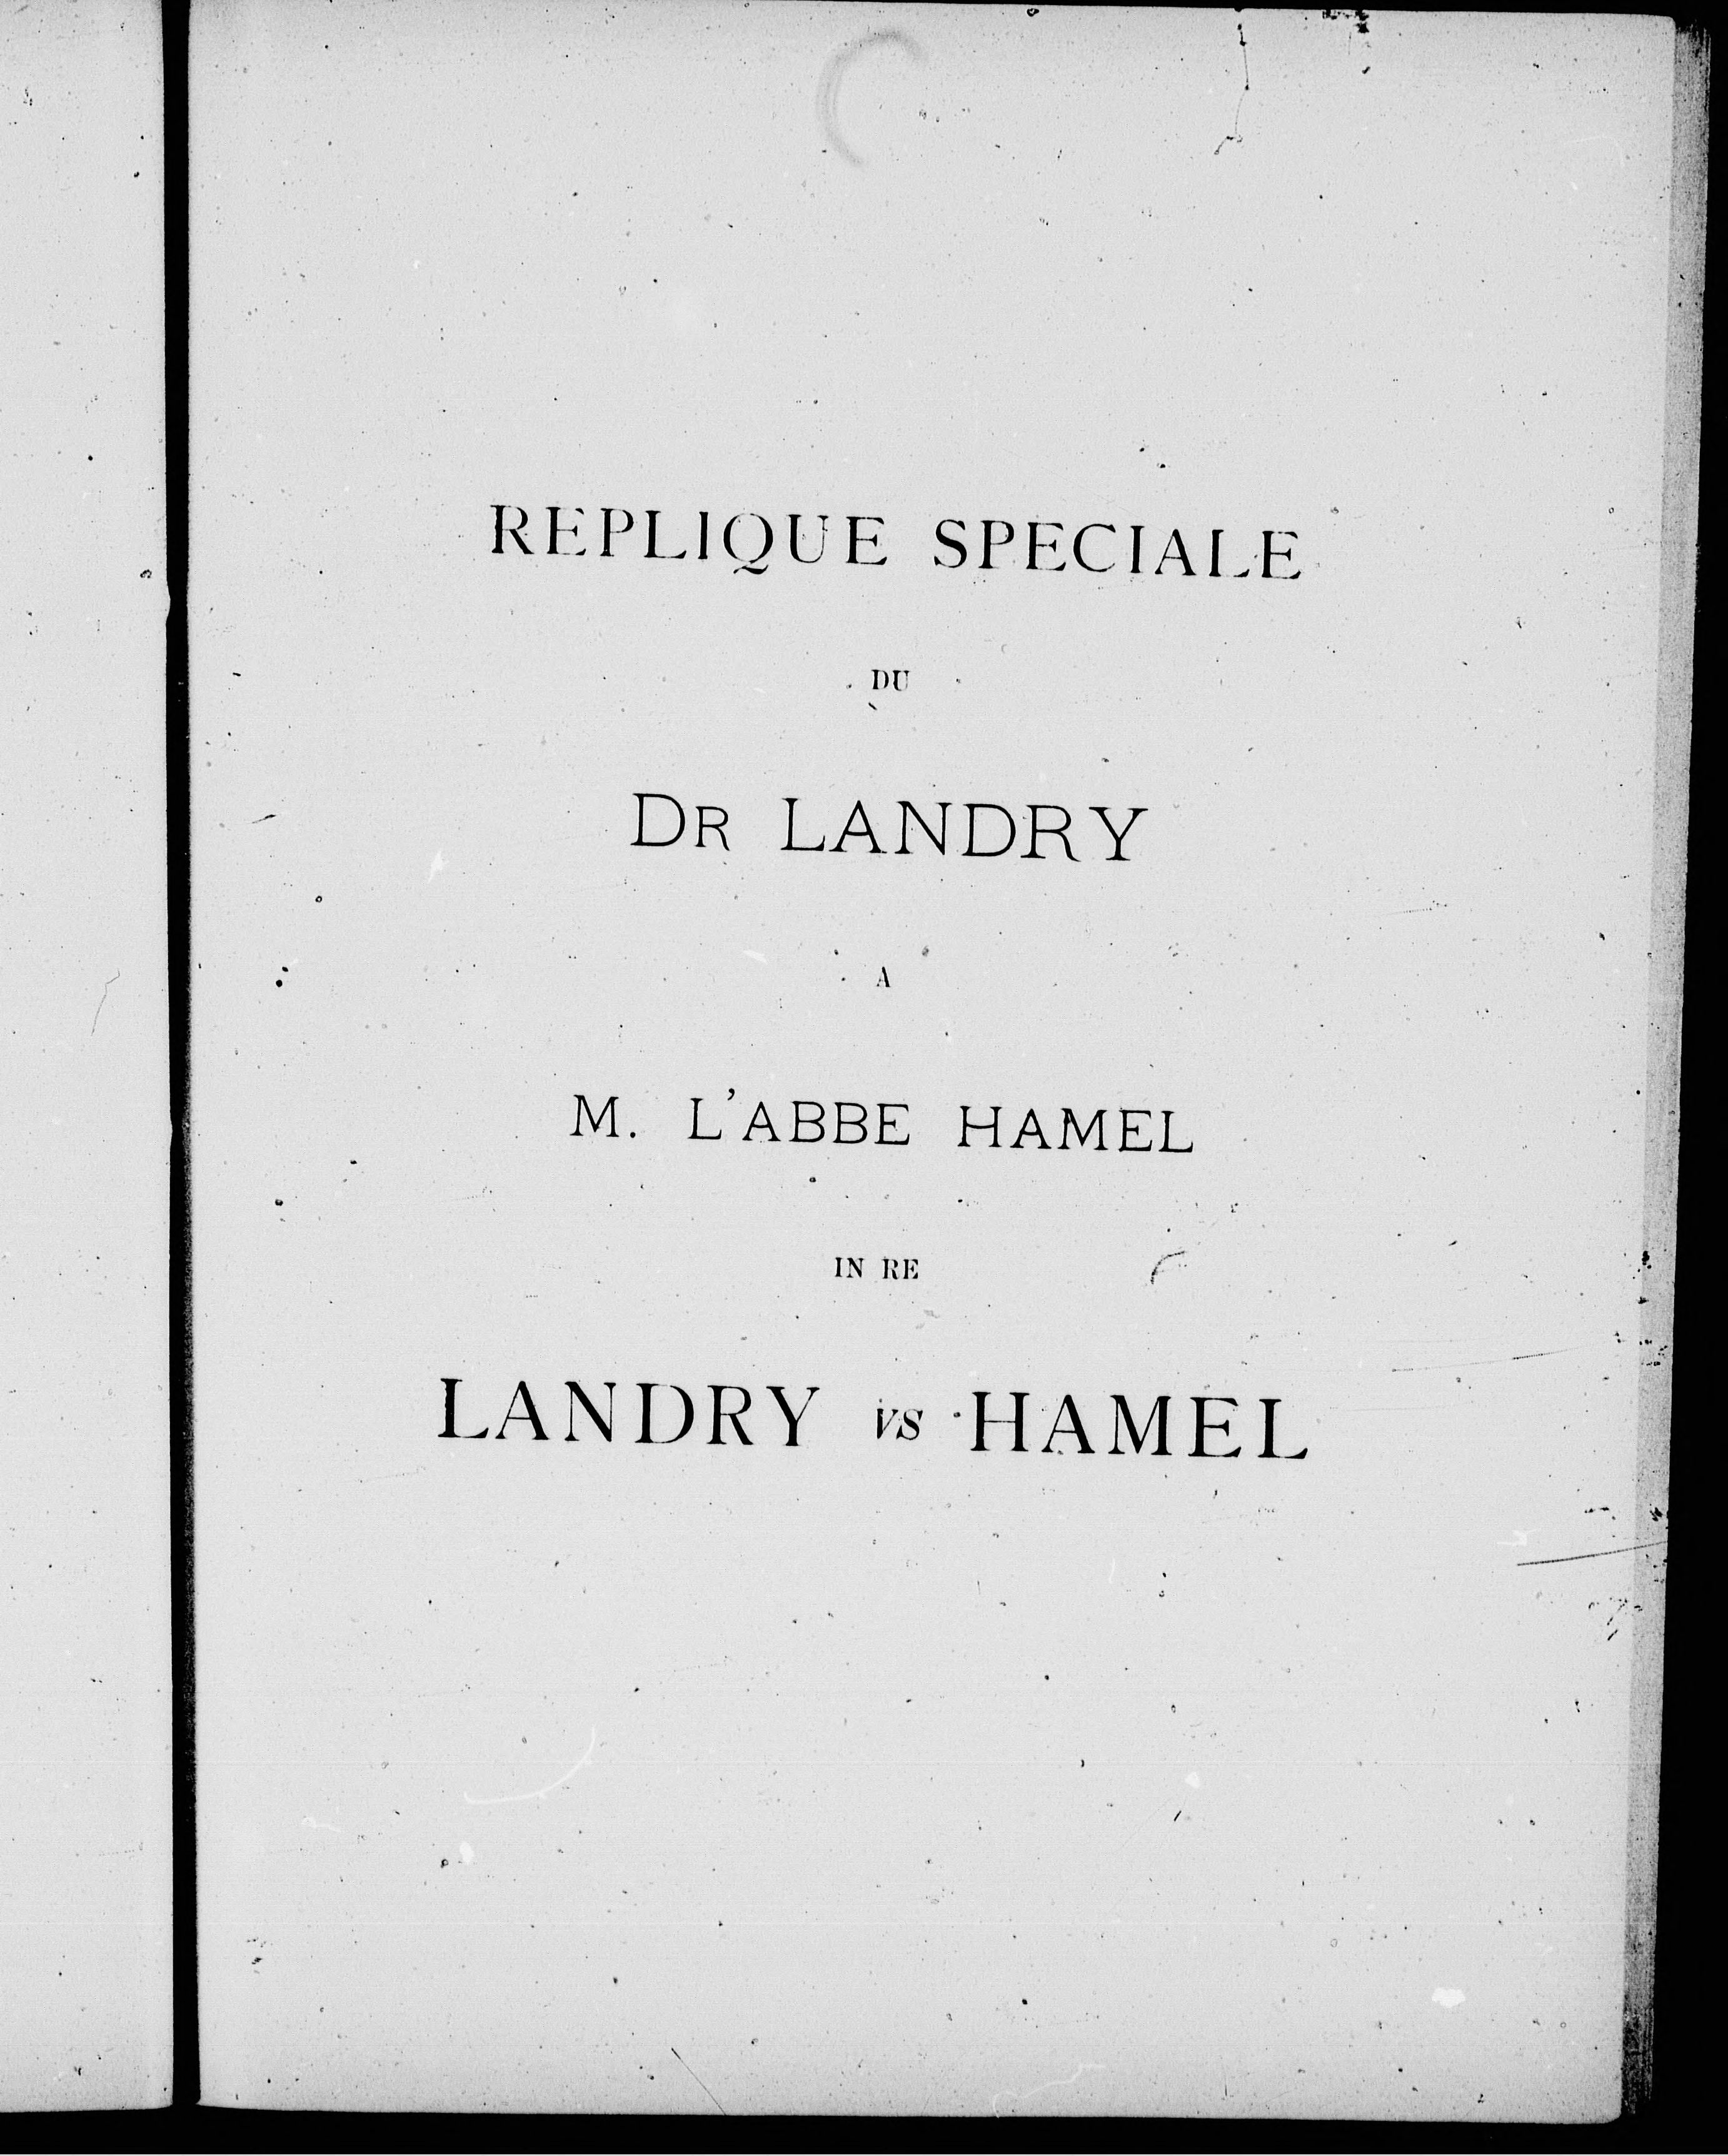 REPLIQUE SPECIALE
DU
DR LANDRY
A
M. L'ABBE HAMEL
IN RE
LANDRY vs HAMEL